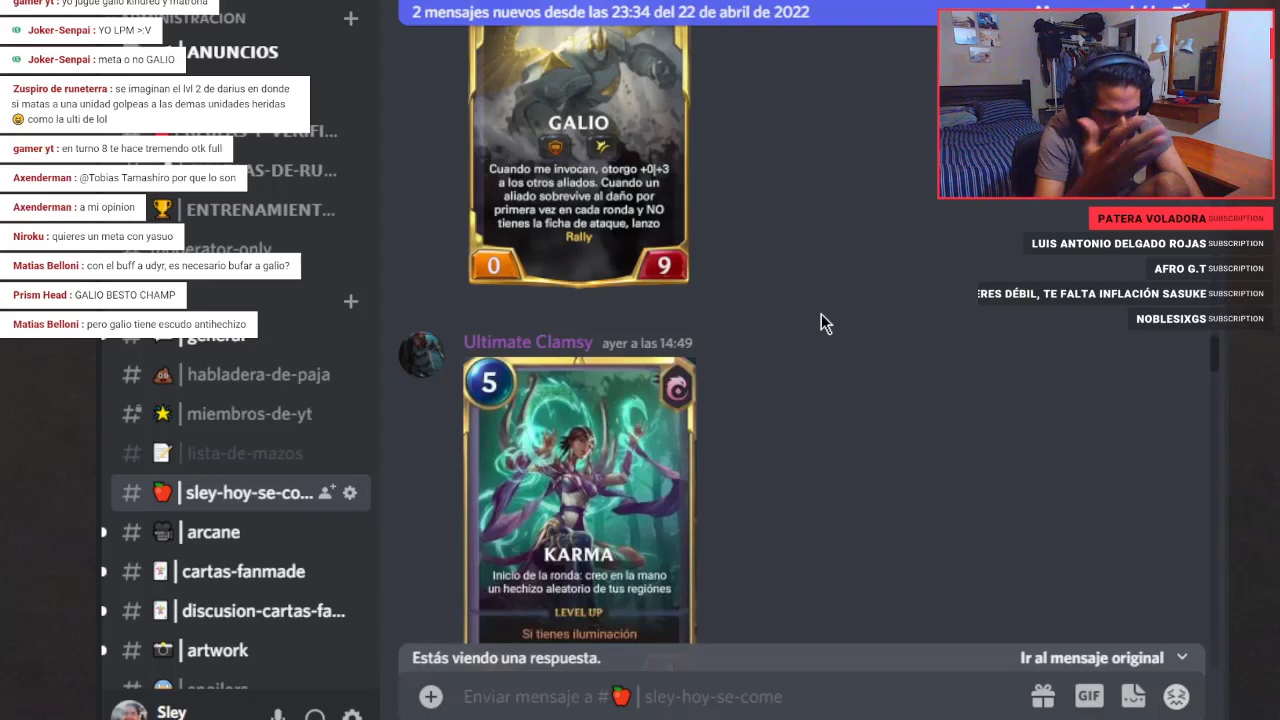 gamer yt : yo jugue galio kindred y matrona
Joker-Senpai : YO LPM >:V
Joker-Senpai : meta o no GALIO
Zuspiro de runeterra : se imaginan el lvl 2 de darius en donde
si matas a una unidad golpeas a las demas unidades heridas
como la ulti de lol
gamer yt : en turno 8 te hace tremendo otk full
Axenderman : @Tobias Tamashiro por que lo son
Axenderman : a mi opinion
Niroku : quieres un meta con yasuo
Matias Belloni : con el buff a udyr, es necesario bufar a galio?
Prism Head : GALIO BESTO CHAMP
Matias Belloni : pero galio tiene escudo antihechizo
ANUNCIOS
AS-DE-RU...
ENTRENAMIENT...
moderator-only
general
# | habladera-de-paja
# | miembros-de-yt
# | lista-de-mazos
# | sley-hoy-se-co...
# | arcane
# | cartas-fanmade
# | discusion-cartas-fa...
# | artwork
# | spoilers
Sley
2 mensajes nuevos desde las 23:34 del 22 de abril de 2022
GALIO
Cuando me invocan, otorgo +0|+3
a los otros aliados. Cuando un
aliado sobrevive al daño por
primera vez en cada ronda y NO
tienes la ficha de ataque, lanzo
Rally
0 9
Ultimate Clamsy ayer a las 14:49
5
KARMA
Inicio de la ronda: creo en la mano
un hechizo aleatorio de tus regiónes
LEVEL UP
Si tienes iluminación
Estás viendo una respuesta.
Ir al mensaje original
Enviar mensaje a # | sley-hoy-se-come
GIF
PATERA VOLADORA SUBSCRIPTION
LUIS ANTONIO DELGADO ROJAS SUBSCRIPTION
AFRO G.T SUBSCRIPTION
ERES DÉBIL, TE FALTA INFLACIÓN SASUKE SUBSCRIPTION
NOBLESIXGS SUBSCRIPTION